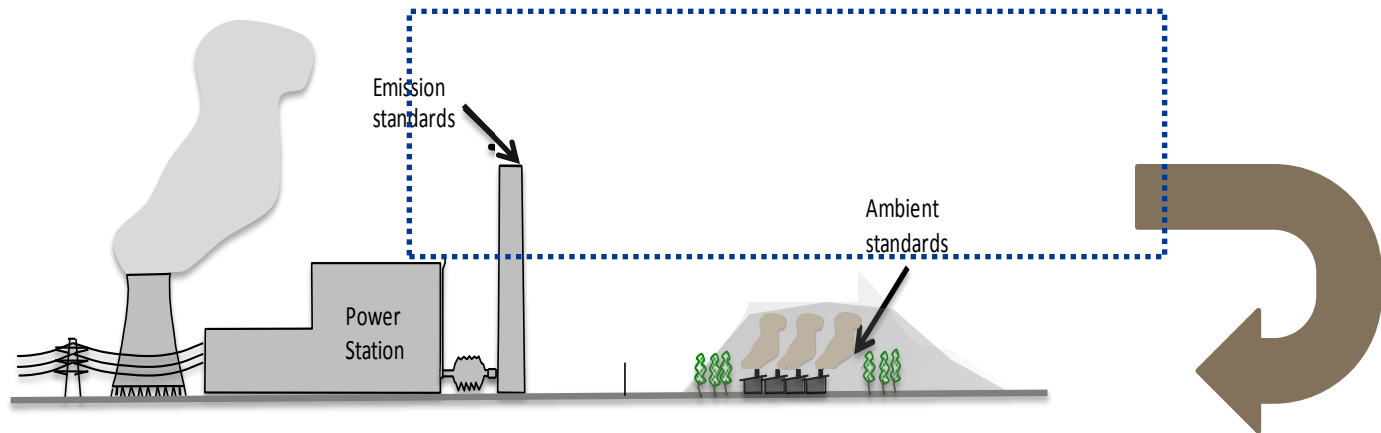 Emission
standards
Ambient
standards
Power
Station